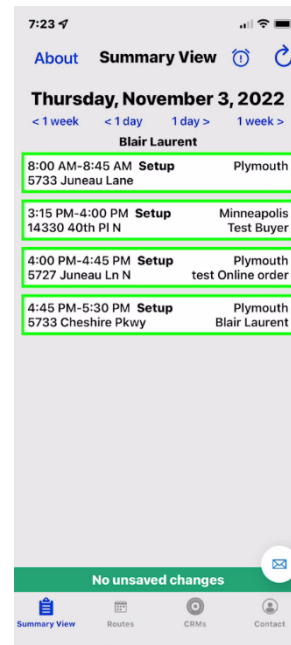 7:23
About Summary View
Thursday, November 3, 2022
< 1 week < 1 day 1 day > 1 week >
Blair Laurent
8:00 AM-8:45 AM Setup Plymouth
5733 Juneau Lane
3:15 PM-4:00 PM Setup Minneapolis
14330 40th Pl N Test Buyer
4:00 PM-4:45 PM Setup Plymouth
5727 Juneau Ln N test Online order
4:45 PM-5:30 PM Setup Plymouth
5733 Cheshire Pkwy Blair Laurent
No unsaved changes
Summary View Routes CRMs Contact